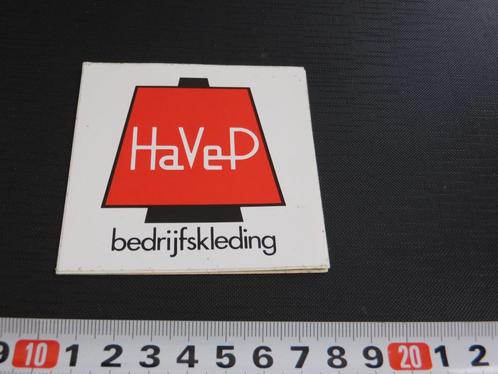 HaVeP
bedrijfskleding
9 10 1 2 3 4 5 6 7 8 9 20 1 2